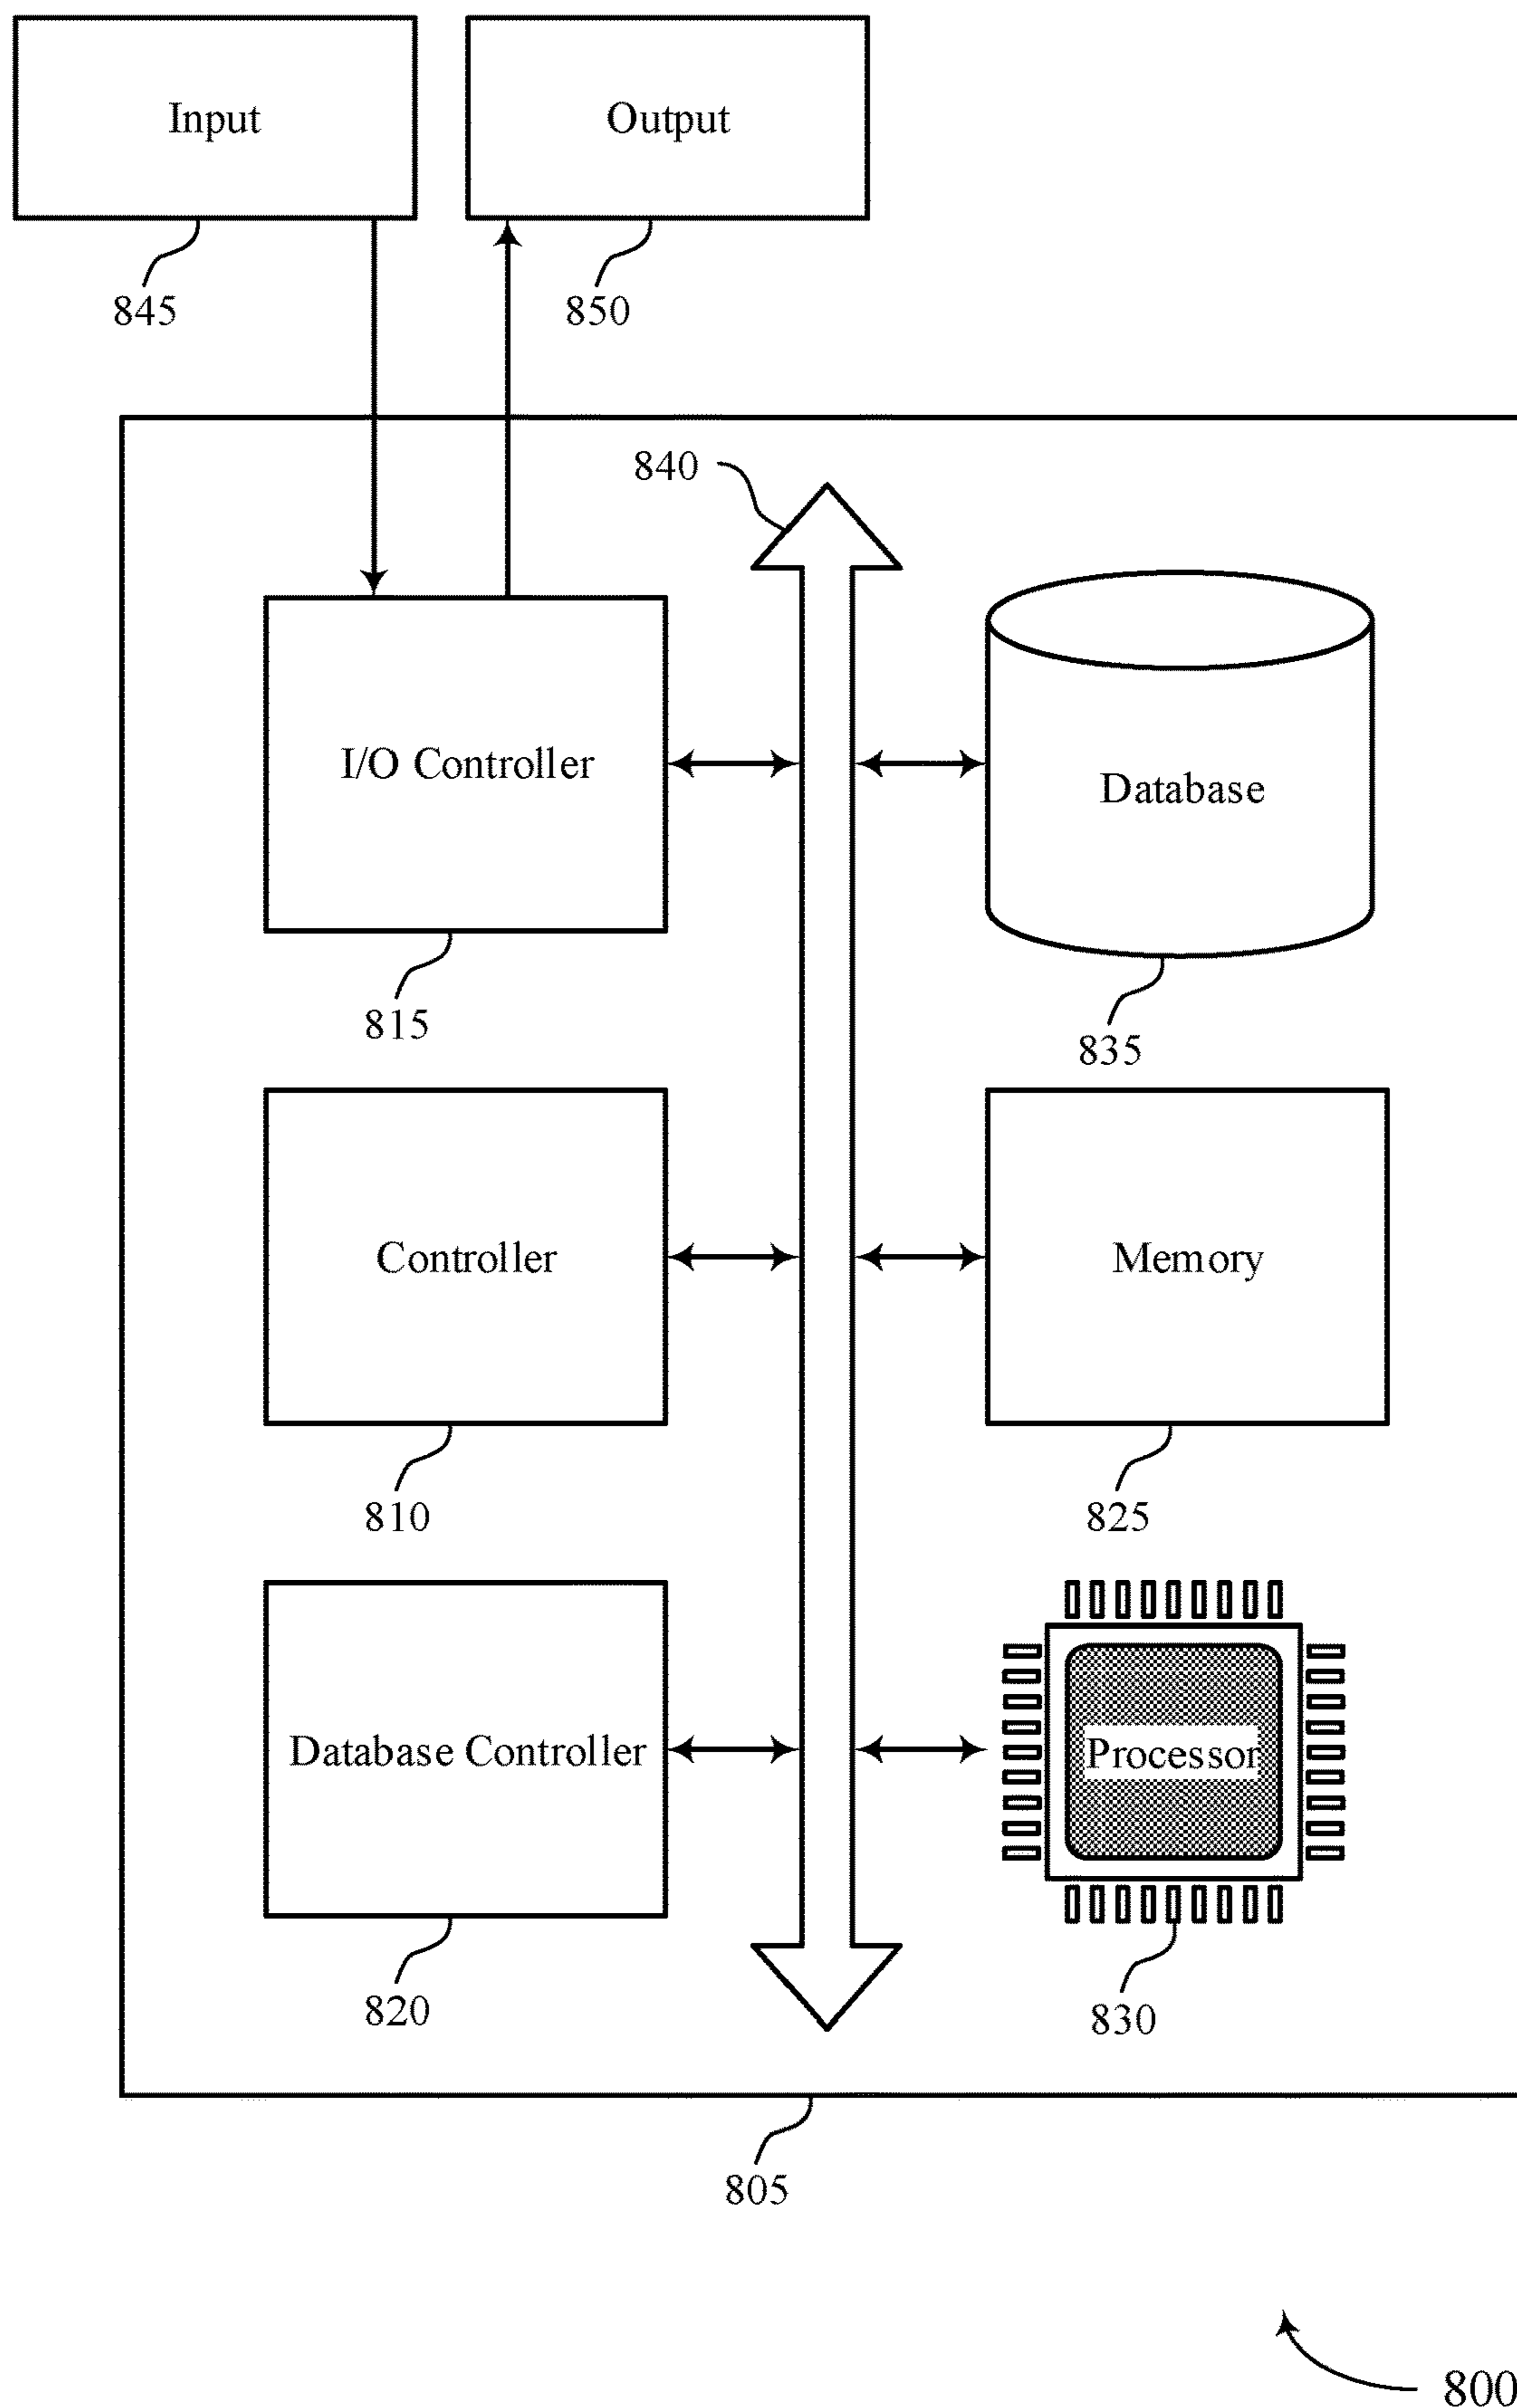 Input
Output
845
850
840
I/O Controller
Database
815
835
Controller
Memory
810
825
Database Controller
Processor
820
830
805
800